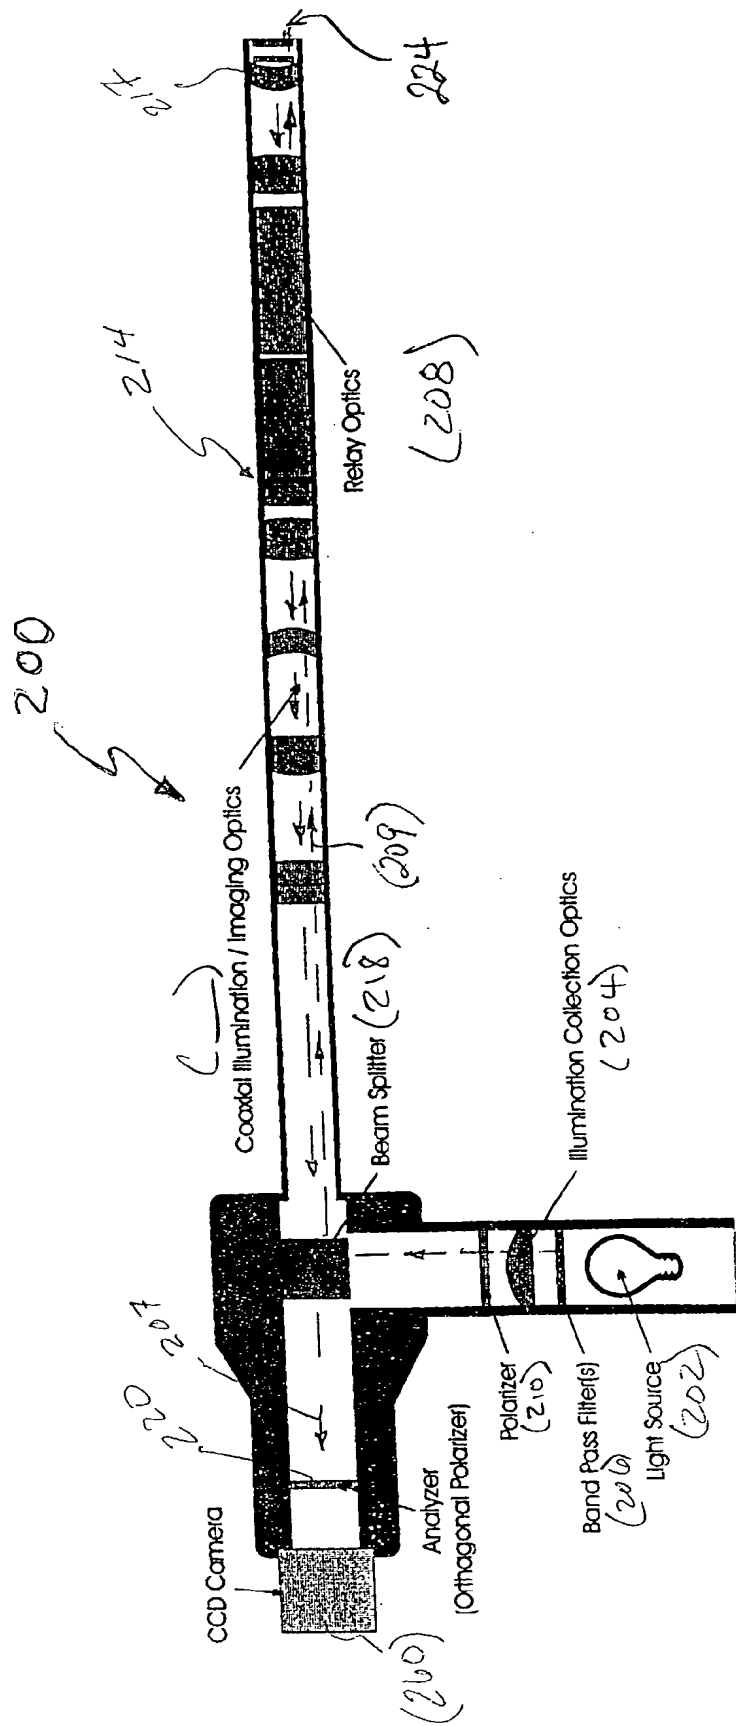 200
217
224
214
Relay Optics
(208)
Coaxial Illumination / Imaging Optics
( )
(209)
Beam Splitter (218)
Illumination Collection Optics
(204)
207
220
Polarizer
(210)
Band Pass Filter(s)
(206)
Light Source
(202)
CCD Camera
(260)
Analyzer
(Orthagonal Polarizer)